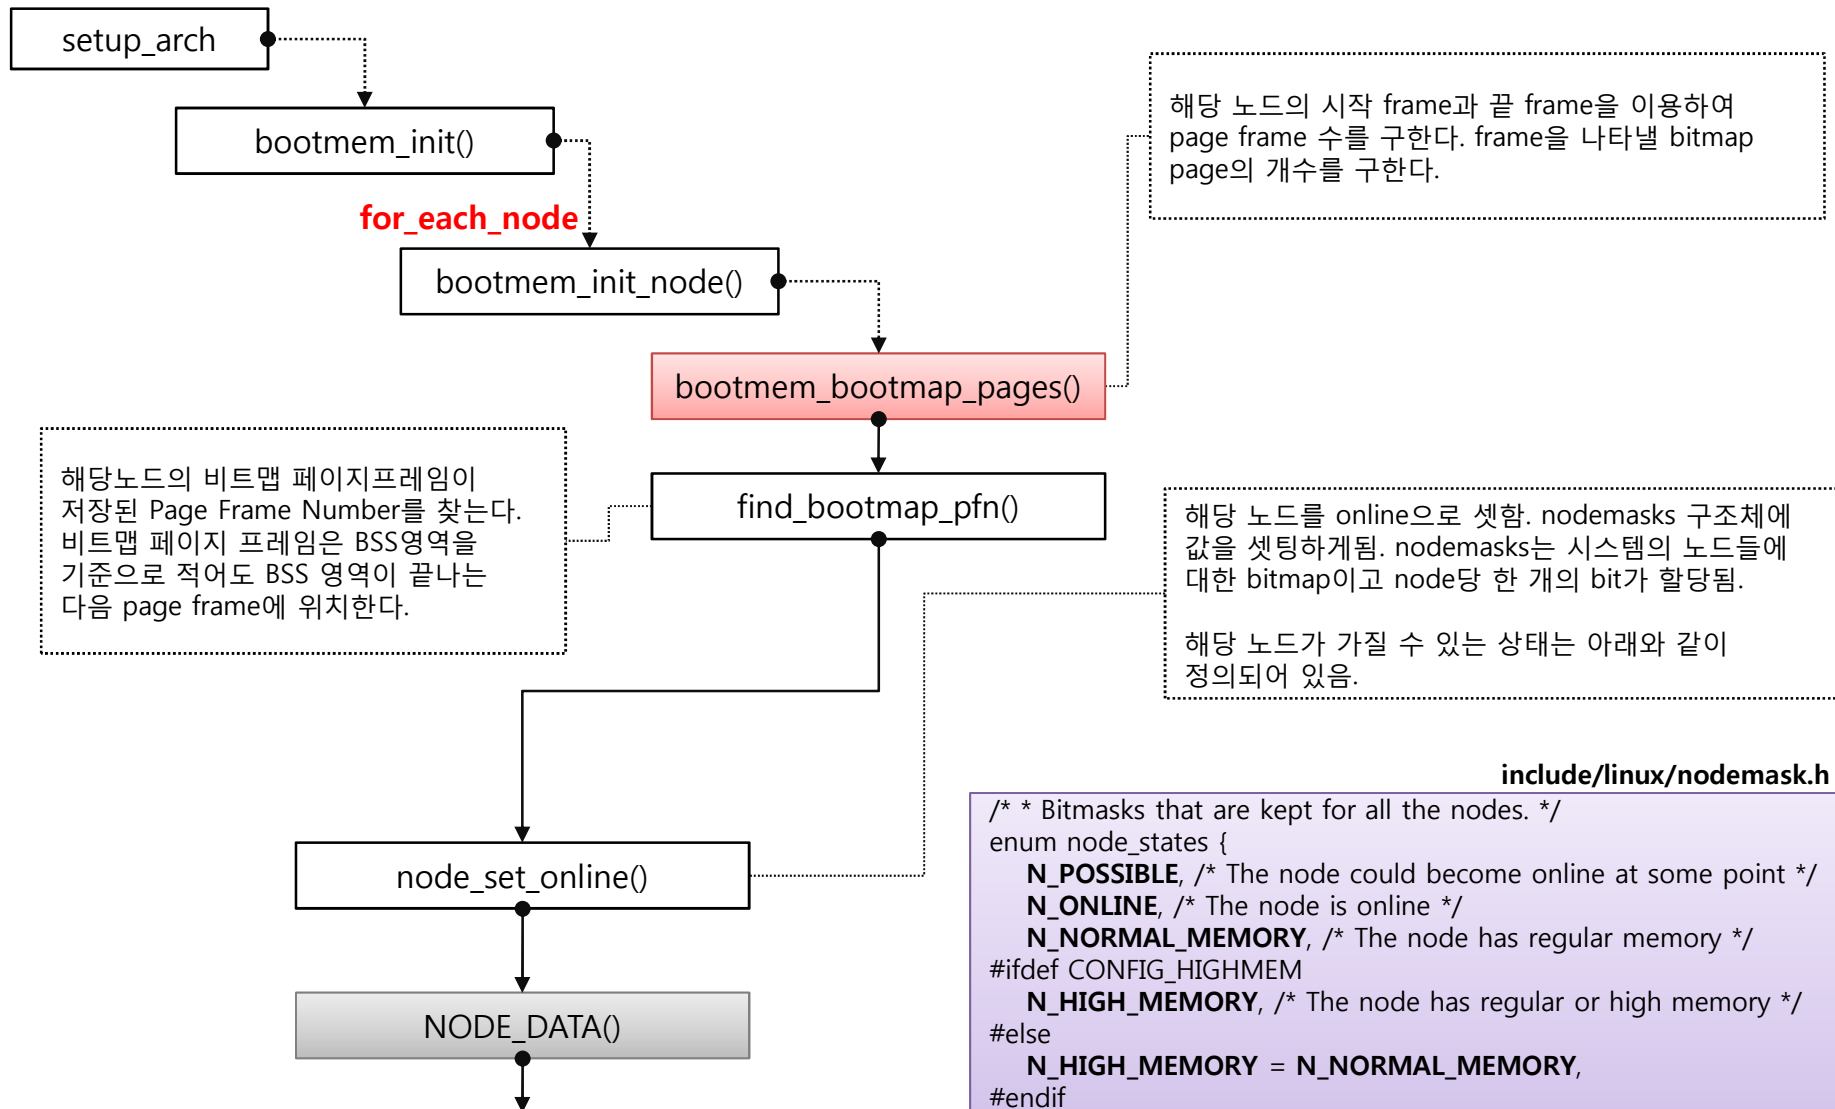 setup_arch
bootmem_init()
for_each_node
bootmem_init_node()
해당 노드의 시작 frame과 끝 frame을 이용하여
page frame 수를 구한다. frame을 나타낼 bitmap
page의 개수를 구한다.
bootmem_bootmap_pages()
해당노드의 비트맵 페이지프레임이
저장된 Page Frame Number를 찾는다.
비트맵 페이지 프레임은 BSS영역을
기준으로 적어도 BSS 영역이 끝나는
다음 page frame에 위치한다.
find_bootmap_pfn()
해당 노드를 online으로 셋함. nodemasks 구조체에
값을 셋팅하게됨. nodemasks는 시스템의 노드들에
대한 bitmap이고 node당 한 개의 bit가 할당됨.
해당 노드가 가질 수 있는 상태는 아래와 같이
정의되어 있음.
node_set_online()
NODE_DATA()
include/linux/nodemask.h
/* * Bitmasks that are kept for all the nodes. */
enum node_states {
N_POSSIBLE, /* The node could become online at some point */
N_ONLINE, /* The node is online */
N_NORMAL_MEMORY, /* The node has regular memory */
#ifdef CONFIG_HIGHMEM
N_HIGH_MEMORY, /* The node has regular or high memory */
#else
N_HIGH_MEMORY = N_NORMAL_MEMORY,
#endif